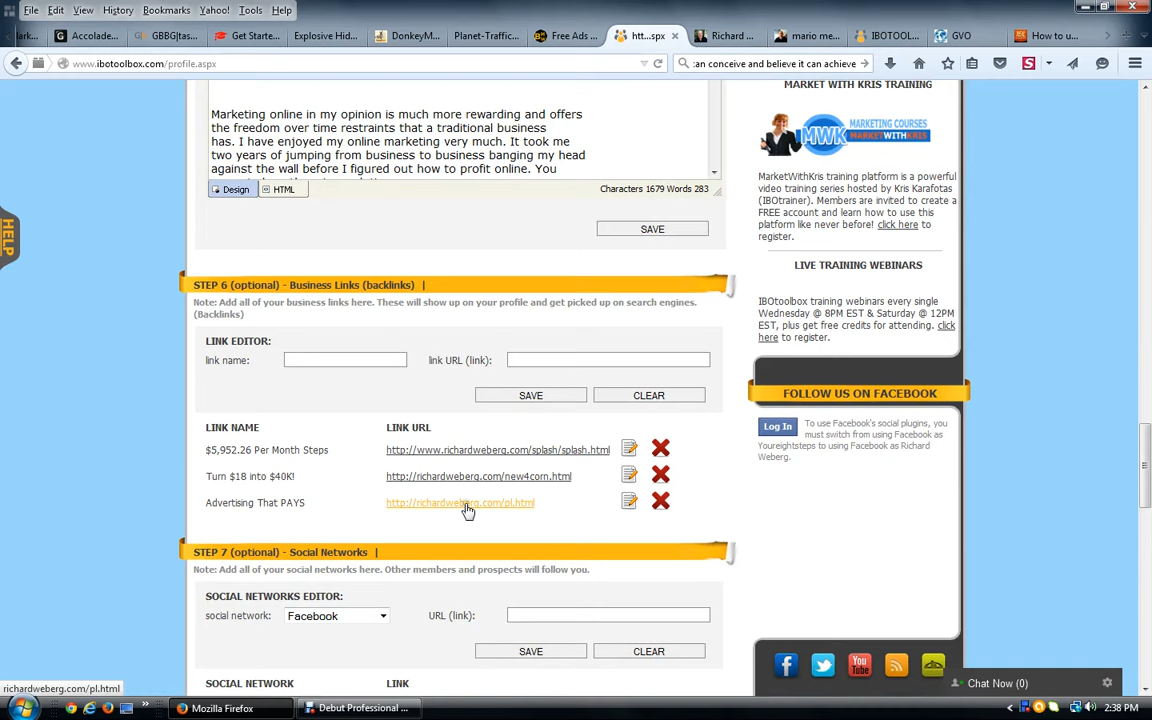 File Edit View History Bookmarks Yahoo! Tools Help
Accolade... GBBG|tas... Get Starte... Explosive Hid... DonkeyM... Planet-Traffic... Free Ads ... htt...spx Richard ... mario me... IBOTOOL... GVO How to u...
www.ibotoolbox.com/profile.aspx
:an conceive and believe it can achieve
Marketing online in my opinion is much more rewarding and offers
the freedom over time restraints that a traditional business
has. I have enjoyed my online marketing very much. It took me
two years of jumping from business to business banging my head
against the wall before I figured out how to profit online. You
Design HTML
Characters 1679 Words 283
SAVE
STEP 6 (optional) - Business Links (backlinks) |
Note: Add all of your business links here. These will show up on your profile and get picked up on search engines.
(Backlinks)
LINK EDITOR:
link name: link URL (link):
SAVE CLEAR
LINK NAME LINK URL
$5,952.26 Per Month Steps http://www.richardweberg.com/splash/splash.html
Turn $18 into $40K! http://richardweberg.com/new4corn.html
Advertising That PAYS http://richardweberg.com/pl.html
STEP 7 (optional) - Social Networks |
Note: Add all of your social networks here. Other members and prospects will follow you.
SOCIAL NETWORKS EDITOR:
social network: Facebook URL (link):
SAVE CLEAR
SOCIAL NETWORK LINK
MARKET WITH KRIS TRAINING
MWK MARKETING COURSES
MARKETWITHKRIS
MarketWithKris training platform is a powerful
video training series hosted by Kris Karafotas
(IBOtrainer). Members are invited to create a
FREE account and learn how to use this
platform like never before! click here to
register.
LIVE TRAINING WEBINARS
IBOtoolbox training webinars every single
Wednesday @ 8PM EST & Saturday @ 12PM
EST, plus get free credits for attending. click
here to register.
FOLLOW US ON FACEBOOK
Log In
To use Facebook's social plugins, you
must switch from using Facebook as
Youreightsteps to using Facebook as Richard
Weberg.
You
Tube
Chat Now (0)
HELP
richardweberg.com/pl.html
Mozilla Firefox Debut Professional ...
2:38 PM